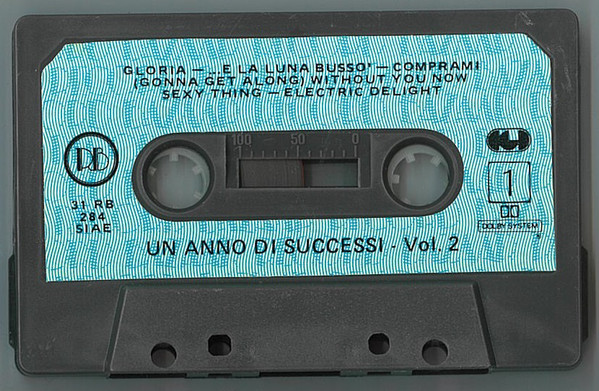 GLORIA – ...E LA LUNA BUSSO' – COMPRAMI
(GONNA GET ALONG) WITHOUT YOU NOW
SEXY THING – ELECTRIC DELIGHT
100 50 0
RB
31 RB
284
SIAE
1
DOLBY SYSTEM
UN ANNO DI SUCCESSI - Vol. 2